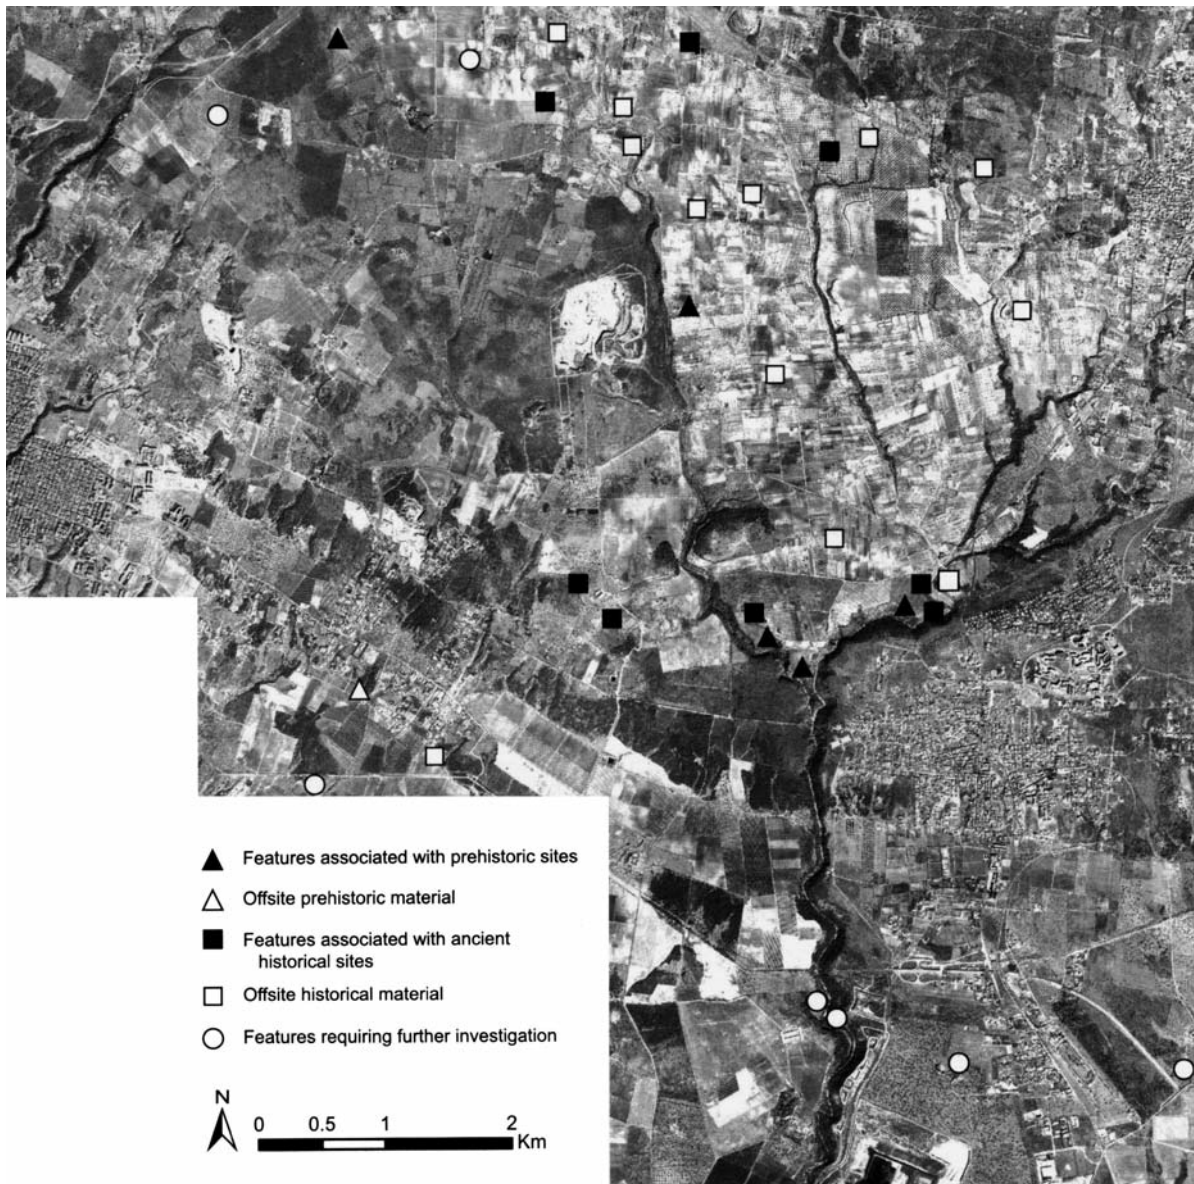 Features associated with prehistoric sites
Offsite prehistoric material
Features associated with ancient
historical sites
Offsite historical material
Features requiring further investigation
N
0 0.5 1 2
Km